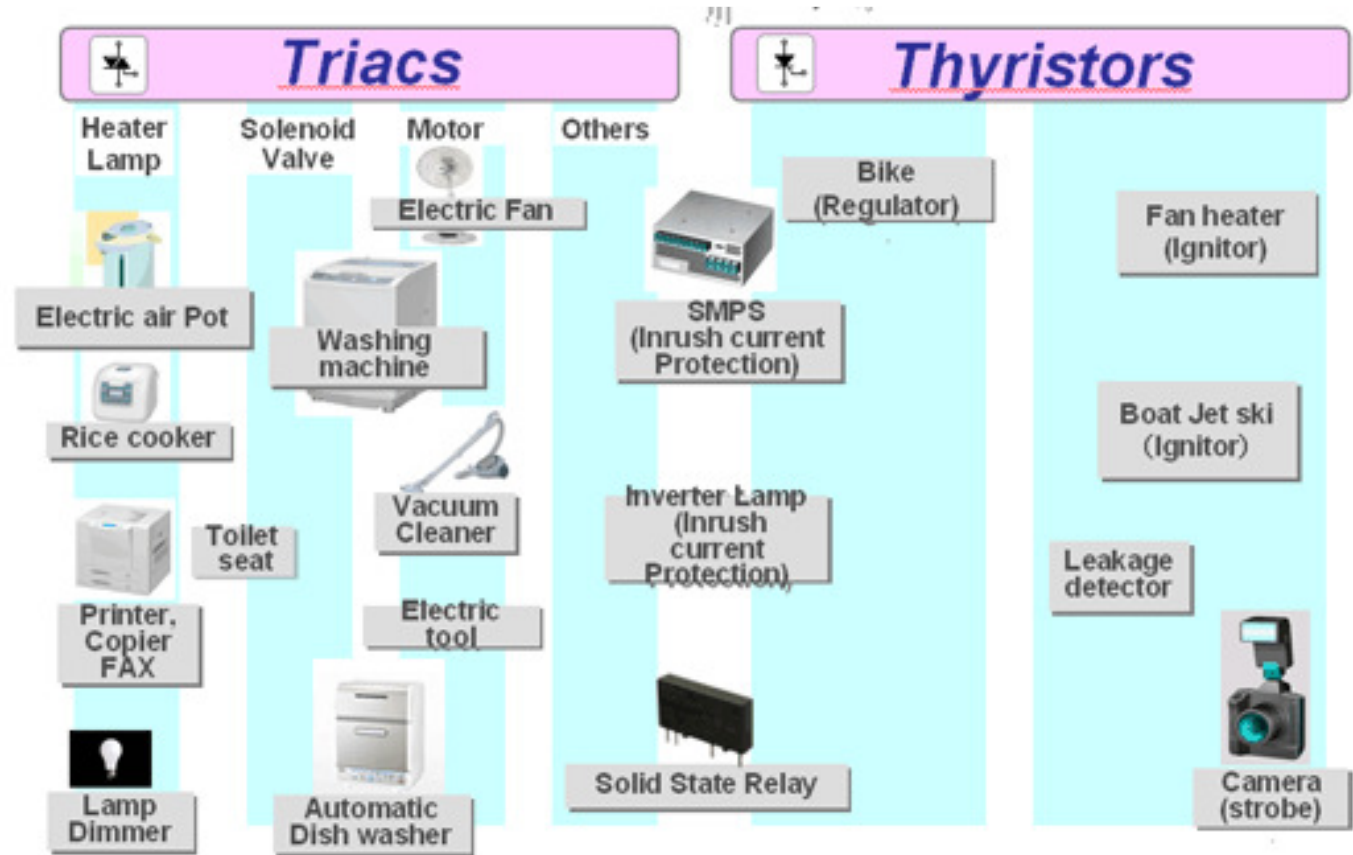 Triacs
Thyristors
Heater
Lamp
Solenoid
Valve
Motor
Others
Electric Fan
Bike
(Regulator)
Fan heater
(Ignitor)
Electric air Pot
Washing
machine
SMPS
(Inrush current
Protection)
Rice cooker
Boat Jet ski
(Ignitor)
Vacuum
Cleaner
Inverter Lamp
(Inrush
current
Protection)
Toilet
seat
Leakage
detector
Printer,
Copier
FAX
Electric
tool
Solid State Relay
Camera
(strobe)
Lamp
Dimmer
Automatic
Dish washer